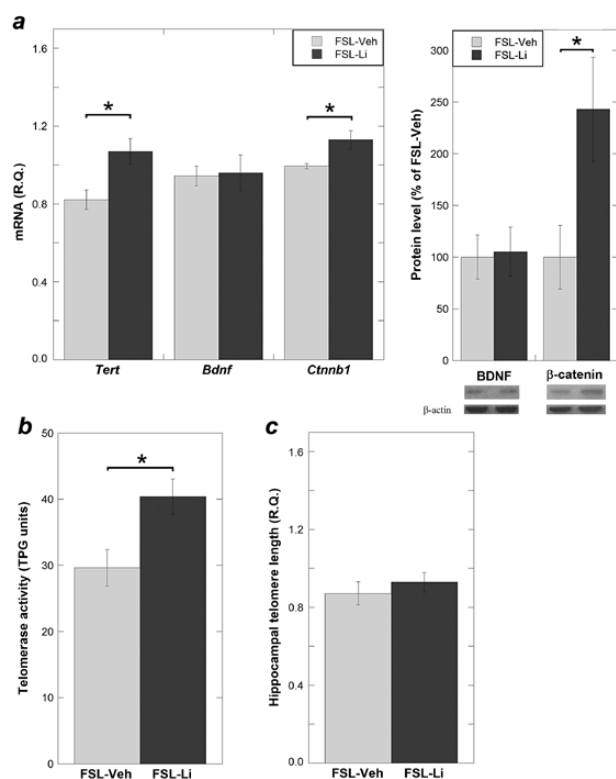 a
FSL-Veh
FSL-Li
mRNA (R.Q.)
1.6
1.2
0.8
0.4
0.0
*
*
Tert
Bdnf
Ctnnb1
FSL-Veh
FSL-Li
Protein level (% of FSL-Veh)
300
250
200
150
100
50
0
*
BDNF
β-catenin
β-actin
b
Telomerase activity (TPG units)
50
40
30
20
10
0
*
FSL-Veh
FSL-Li
c
Hippocampal telomere length (R.Q.)
1.6
1.2
0.8
0.4
0.0
FSL-Veh
FSL-Li